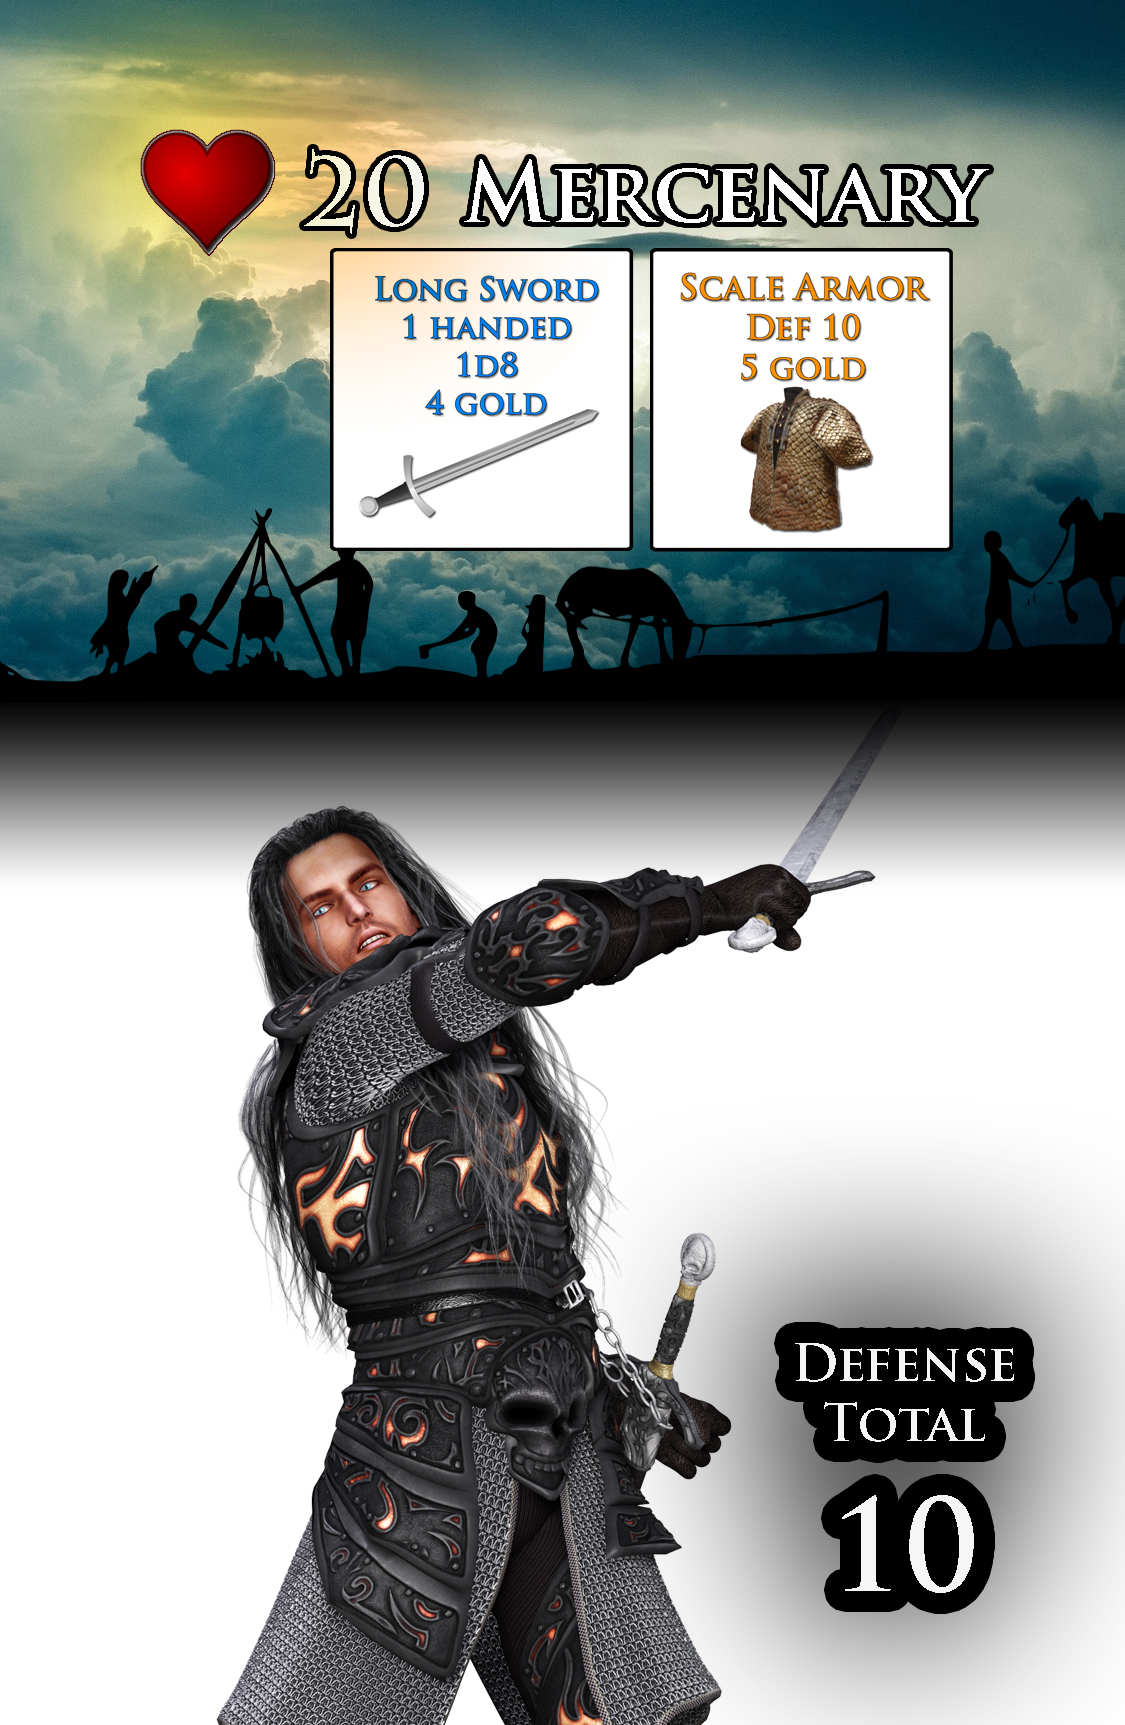 20 Mercenary
Long Sword
1 handed
1d8
4 gold
Scale Armor
Def 10
5 gold
Defense
Total
10